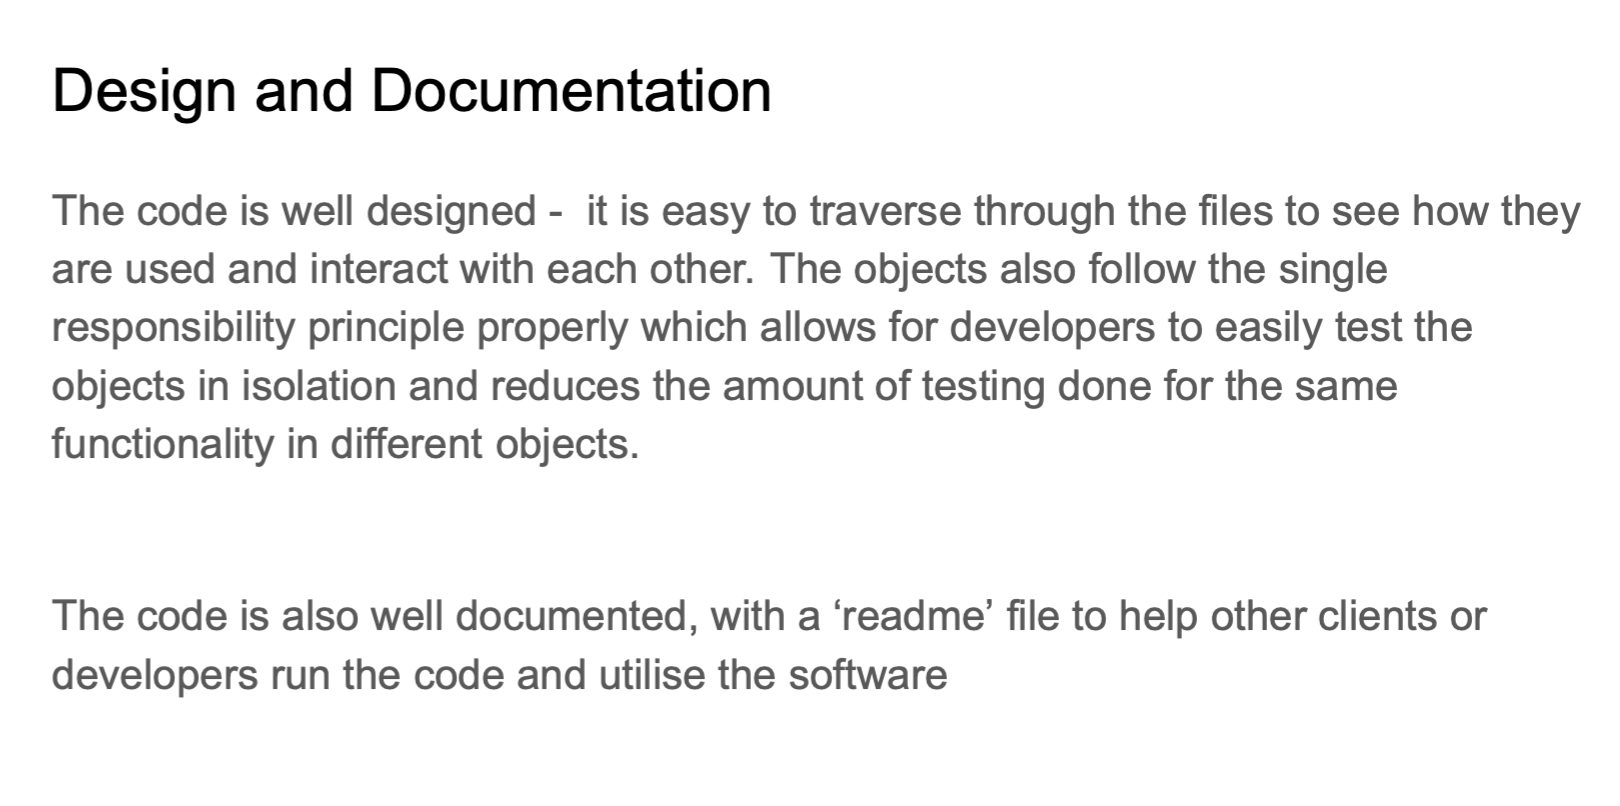 Design and Documentation
The code is well designed -  it is easy to traverse through the files to see how they
are used and interact with each other. The objects also follow the single
responsibility principle properly which allows for developers to easily test the
objects in isolation and reduces the amount of testing done for the same
functionality in different objects.
The code is also well documented, with a ‘readme’ file to help other clients or
developers run the code and utilise the software